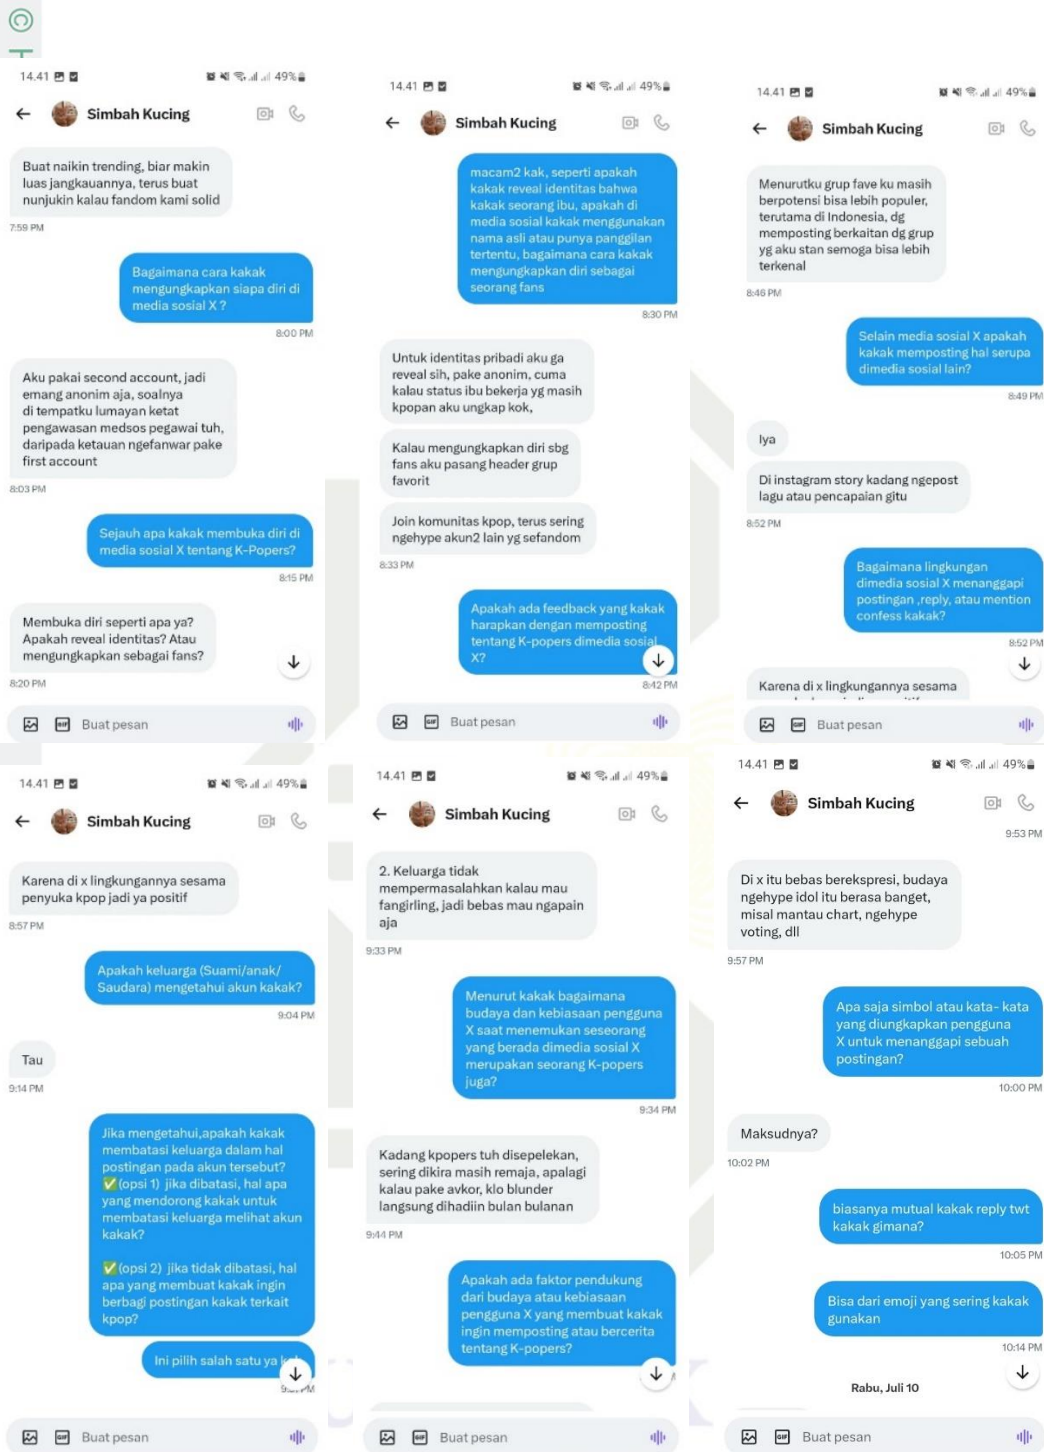 14.41
49%
Simbah Kucing
Buat naikin trending, biar makin
luas jangkauannya, terus buat
nunjukin kalau fandom kami solid
7:59 PM
Bagaimana cara kakak
mengungkapkan siapa diri di
media sosial X ?
8:00 PM
Aku pakai second account, jadi
emang anonim aja, soalnya
di tempatku lumayan ketat
pengawasan medsos pegawai tuh,
daripada ketauan ngefanwar pake
first account
8:03 PM
Sejauh apa kakak membuka diri di
media sosial X tentang K-Popers?
8:15 PM
Membuka diri seperti apa ya?
Apakah reveal identitas? Atau
mengungkapkan sebagai fans?
8:20 PM
GIF
Buat pesan
14.41
49%
Simbah Kucing
macam2 kak, seperti apakah
kakak reveal identitas bahwa
kakak seorang ibu, apakah di
media sosial kakak menggunakan
nama asli atau punya panggilan
tertentu, bagaimana cara kakak
mengungkapkan diri sebagai
seorang fans
8:30 PM
Untuk identitas pribadi aku ga
reveal sih, pake anonim, cuma
kalau status ibu bekerja yg masih
kpopan aku ungkap kok,
Kalau mengungkapkan diri sbg
fans aku pasang header grup
favorit
Join komunitas kpop, terus sering
ngehype akun2 lain yg sefandom
8:33 PM
Apakah ada feedback yang kakak
harapkan dengan memposting
tentang K-popers dimedia sosial
X?
8:42 PM
GIF
Buat pesan
14.41
49%
Simbah Kucing
Menurutku grup fave ku masih
berpotensi bisa lebih populer,
terutama di Indonesia, dg
memposting berkaitan dg grup
yg aku stan semoga bisa lebih
terkenal
8:46 PM
Selain media sosial X apakah
kakak memposting hal serupa
dimedia sosial lain?
8:49 PM
Iya
Di instagram story kadang ngepost
lagu atau pencapaian gitu
8:52 PM
Bagaimana lingkungan
dimedia sosial X menanggapi
postingan ,reply, atau mention
confess kakak?
8:52 PM
Karena di x lingkungannya sesama
GIF
Buat pesan
14.41
49%
Simbah Kucing
Karena di x lingkungannya sesama
penyuka kpop jadi ya positif
8:57 PM
Apakah keluarga (Suami/anak/
Saudara) mengetahui akun kakak?
9:04 PM
Tau
9:14 PM
Jika mengetahui,apakah kakak
membatasi keluarga dalam hal
postingan pada akun tersebut?
✅(opsi 1) jika dibatasi, hal apa
yang mendorong kakak untuk
membatasi keluarga melihat akun
kakak?
✅(opsi 2) jika tidak dibatasi, hal
apa yang membuat kakak ingin
berbagi postingan kakak terkait
kpop?
Ini pilih salah satu ya
GIF
Buat pesan
14.41
49%
Simbah Kucing
2. Keluarga tidak
mempermasalahkan kalau mau
fangirling, jadi bebas mau ngapain
aja
9:33 PM
Menurut kakak bagaimana
budaya dan kebiasaan pengguna
X saat menemukan seseorang
yang berada dimedia sosial X
merupakan seorang K-popers
juga?
9:34 PM
Kadang kpopers tuh disepelekan,
sering dikira masih remaja, apalagi
kalau pake avkor, klo blunder
langsung dihadiin bulan bulanan
9:44 PM
Apakah ada faktor pendukung
dari budaya atau kebiasaan
pengguna X yang membuat kakak
ingin memposting atau bercerita
tentang K-popers?
GIF
Buat pesan
14.41
49%
Simbah Kucing
9:53 PM
Di x itu bebas berekspresi, budaya
ngehype idol itu berasa banget,
misal mantau chart, ngehype
voting, dll
9:57 PM
Apa saja simbol atau kata- kata
yang diungkapkan pengguna
X untuk menanggapi sebuah
postingan?
10:00 PM
Maksudnya?
10:02 PM
biasanya mutual kakak reply twt
kakak gimana?
10:05 PM
Bisa dari emoji yang sering kakak
gunakan
10:14 PM
Rabu, Juli 10
GIF
Buat pesan